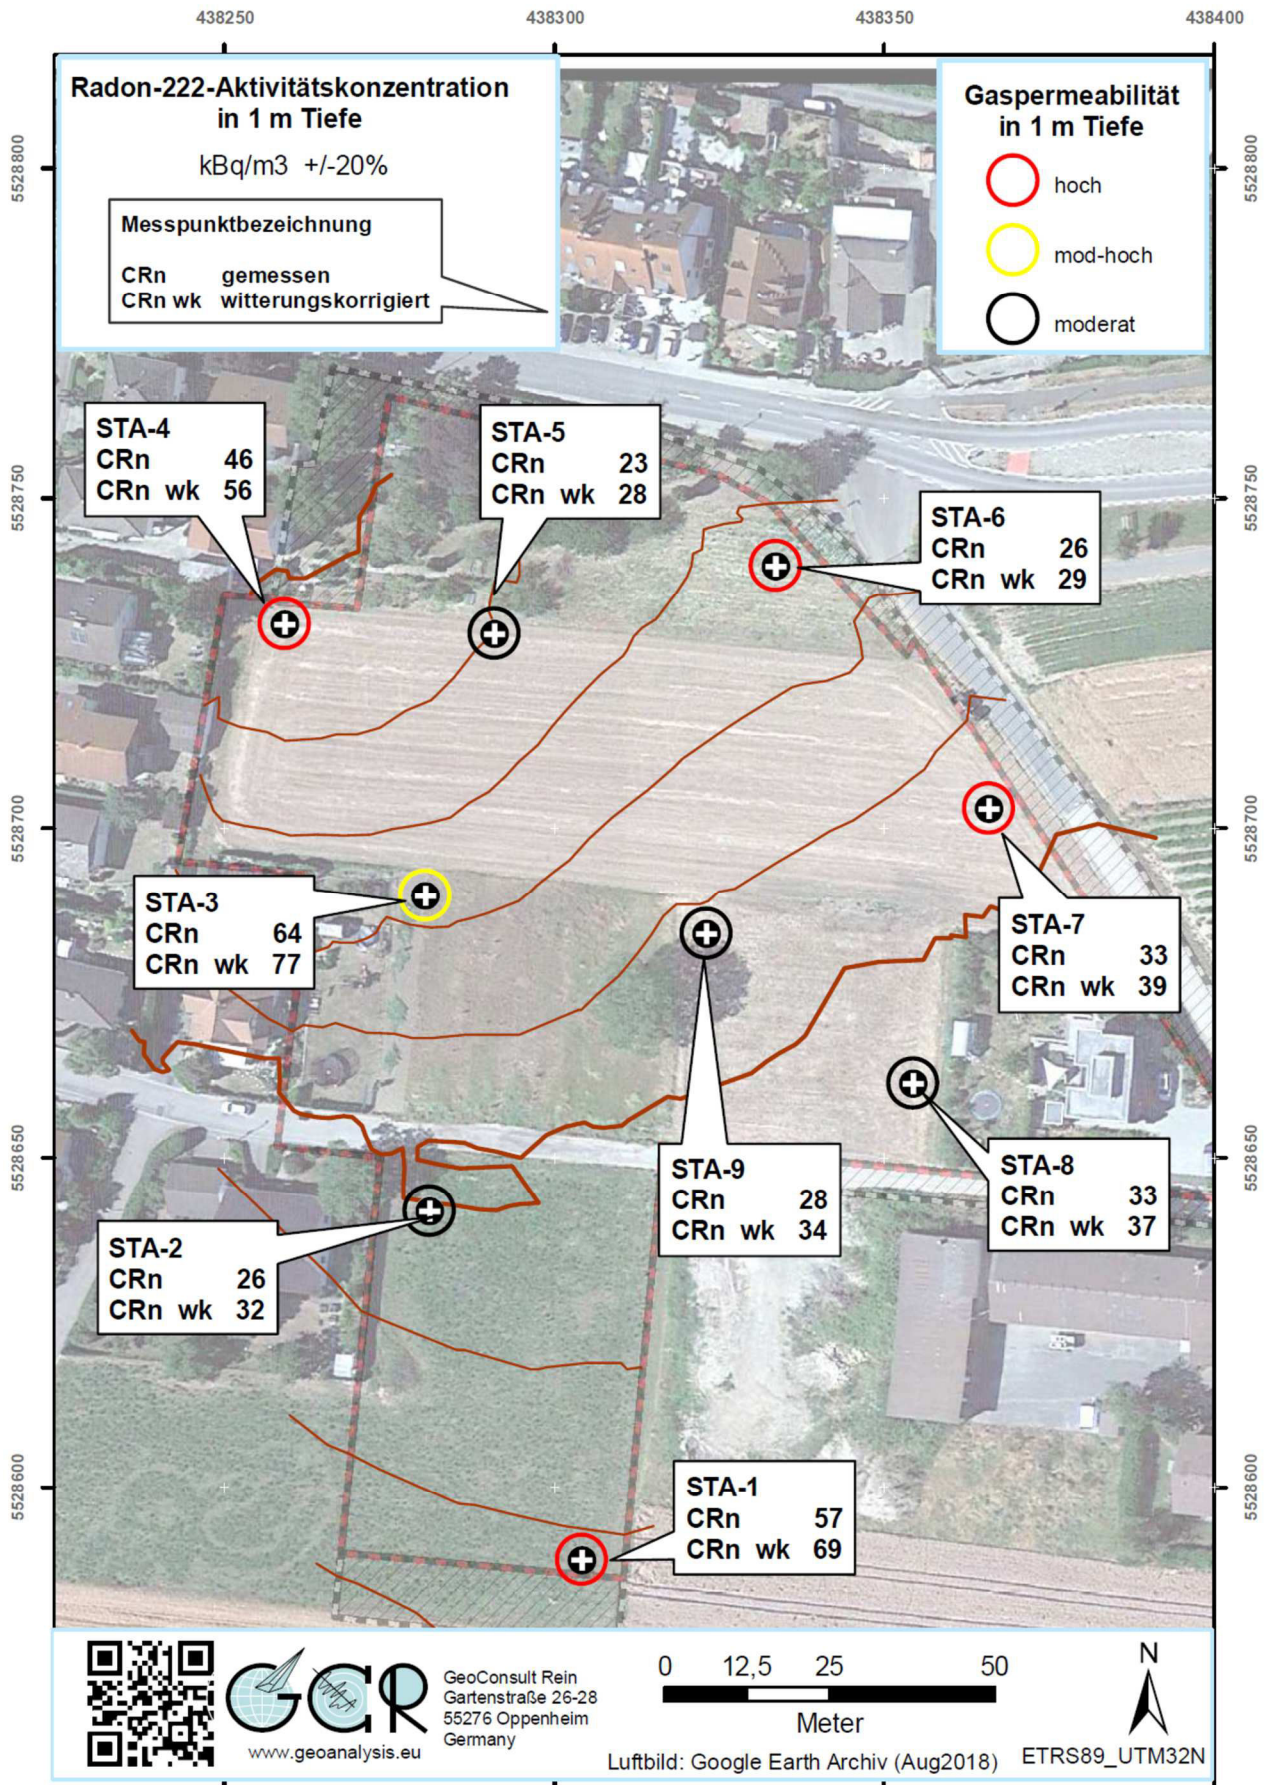 438250
438300
438350
438400
Radon-222-Aktivitätskonzentration
in 1 m Tiefe
kBq/m3 +/-20%
Messpunktbezeichnung
CRn gemessen
CRn wk witterungskorrigiert
Gaspermeabilität
in 1 m Tiefe
hoch
mod-hoch
moderat
5528800
5528800
STA-4
CRn 46
CRn wk 56
STA-5
CRn 23
CRn wk 28
5528750
5528750
STA-6
CRn 26
CRn wk 29
5528700
5528700
STA-3
CRn 64
CRn wk 77
STA-7
CRn 33
CRn wk 39
5528650
5528650
STA-9
CRn 28
CRn wk 34
STA-8
CRn 33
CRn wk 37
STA-2
CRn 26
CRn wk 32
5528600
5528600
STA-1
CRn 57
CRn wk 69
GCR
www.geoanalysis.eu
GeoConsult Rein
Gartenstraße 26-28
55276 Oppenheim
Germany
0 12,5 25 50
Meter
Luftbild: Google Earth Archiv (Aug2018)
N
ETRS89_UTM32N